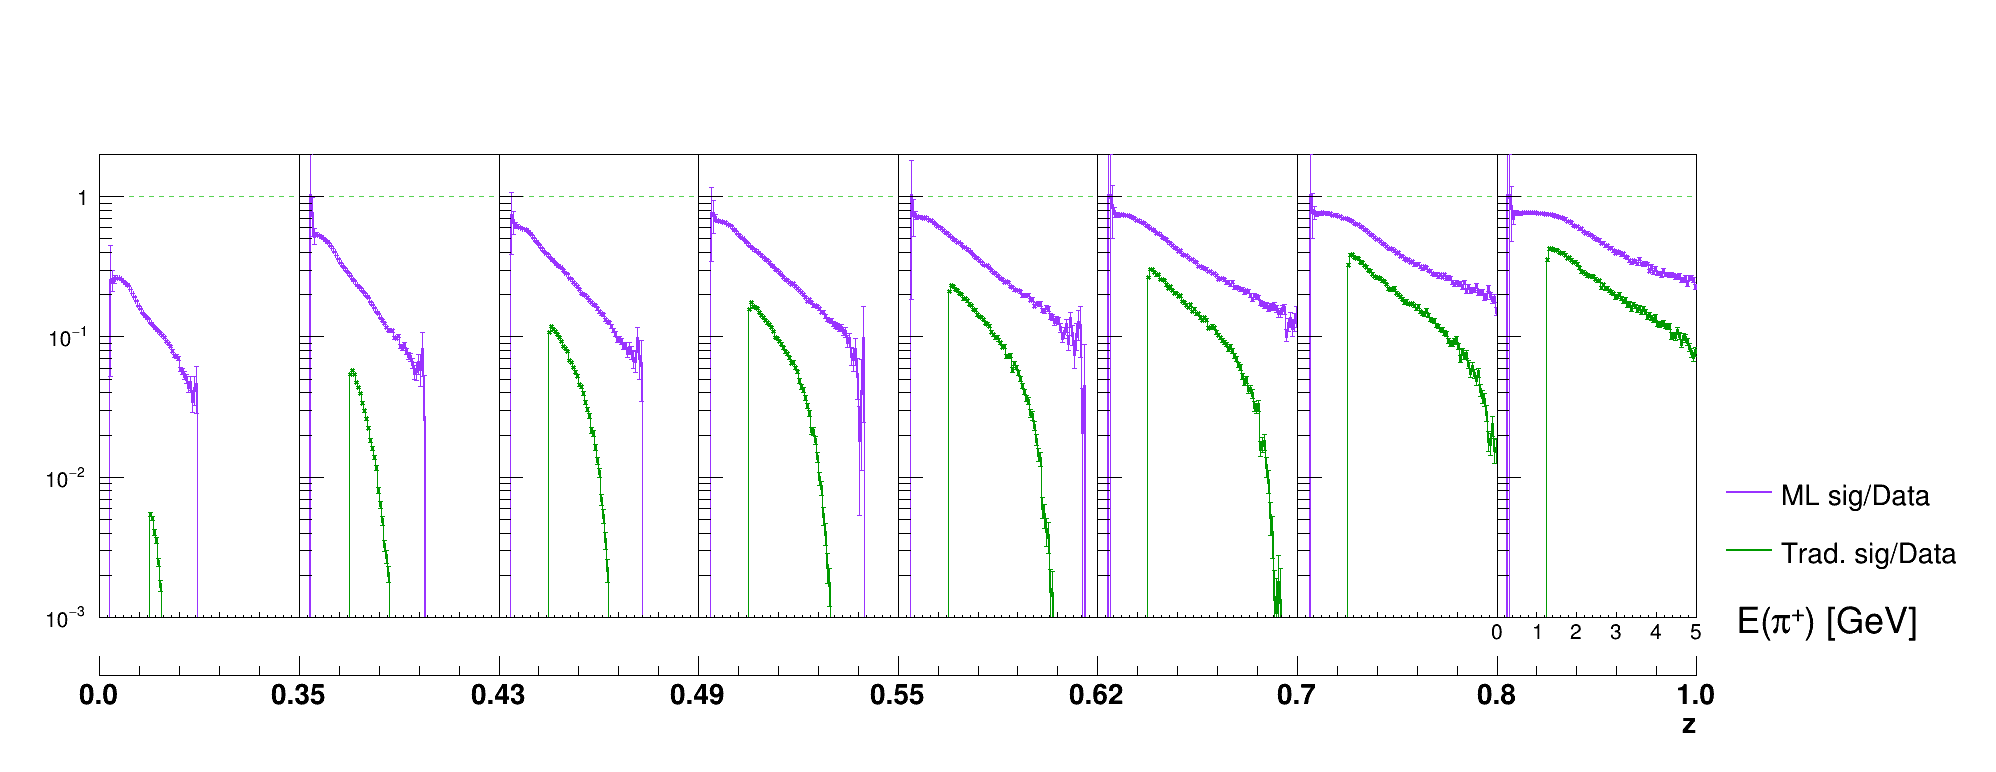 1
10⁻¹
10⁻²
10⁻³
ML sig/Data
Trad. sig/Data
E(π⁺) [GeV]
0 1 2 3 4 5
0.0 0.35 0.43 0.49 0.55 0.62 0.7 0.8 1.0
z